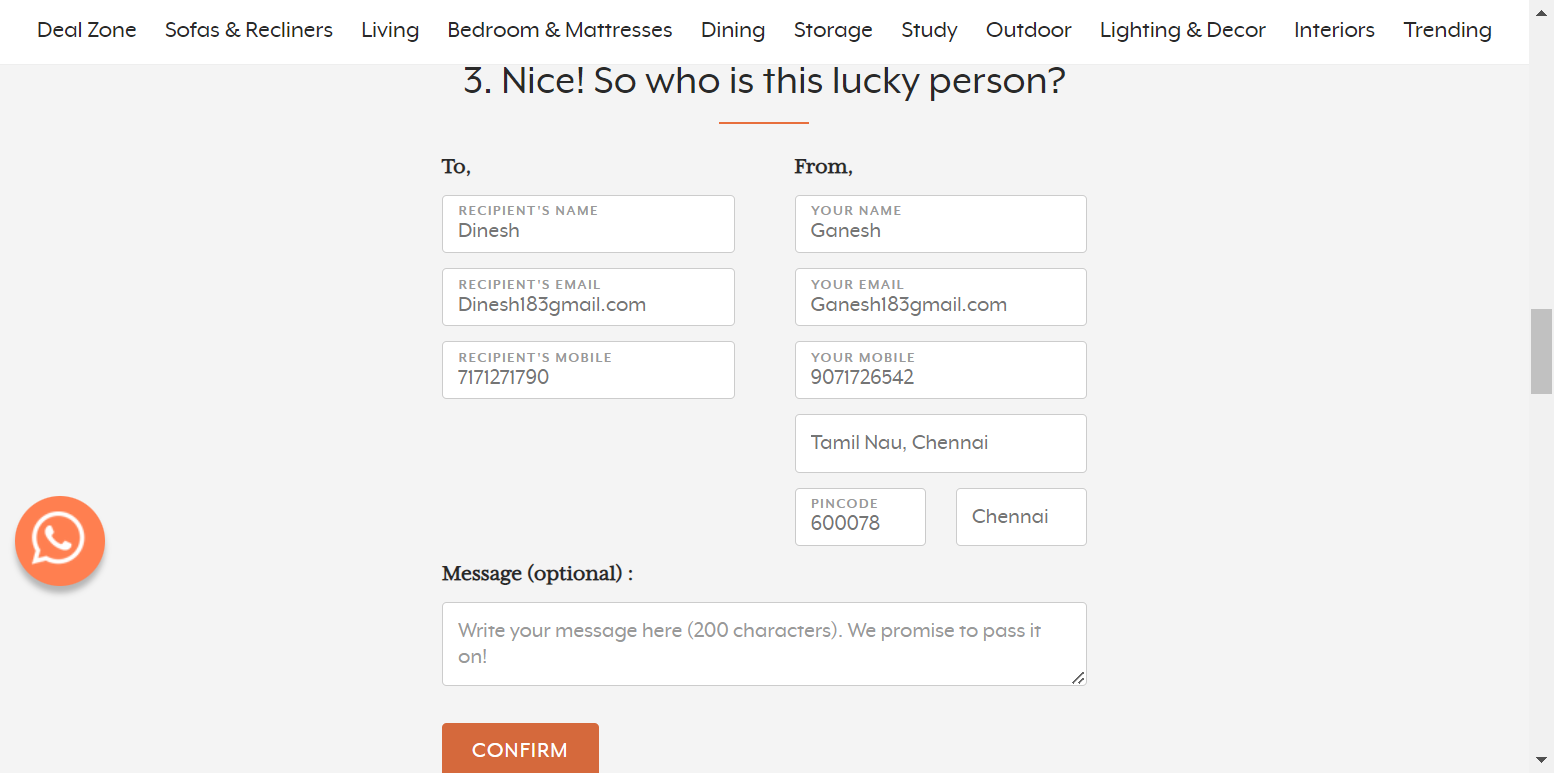 Deal Zone Sofas & Recliners Living Bedroom & Mattresses Dining Storage Study Outdoor Lighting & Decor Interiors Trending
3. Nice! So who is this lucky person?
To,
RECIPIENT'S NAME
Dinesh
RECIPIENT'S EMAIL
Dinesh183gmail.com
RECIPIENT'S MOBILE
7171271790
From,
YOUR NAME
Ganesh
YOUR EMAIL
Ganesh183gmail.com
YOUR MOBILE
9071726542
Tamil Nau, Chennai
PINCODE
600078
Chennai
Message (optional) :
Write your message here (200 characters). We promise to pass it
on!
CONFIRM